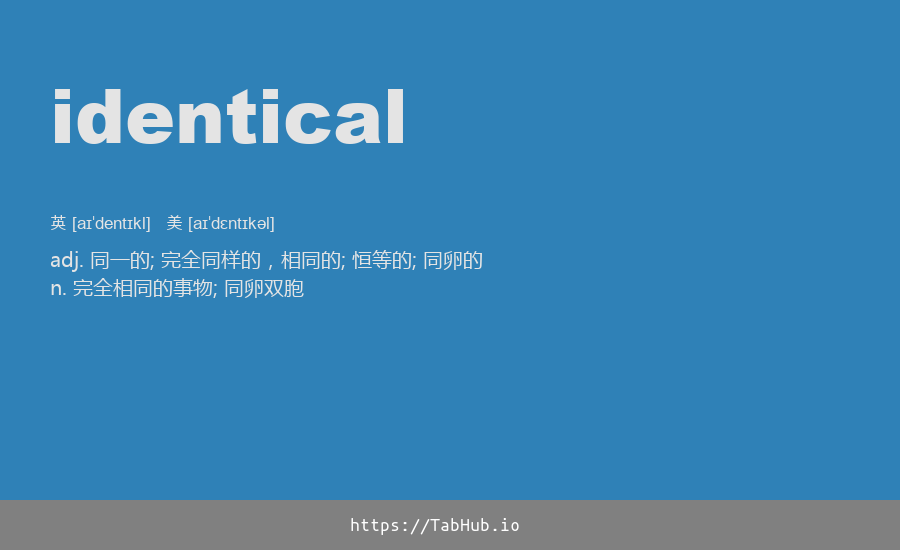 identical
英 [aɪˈdentɪkl] 美 [aɪˈdɛntɪkəl]
adj. 同一的; 完全同样的，相同的; 恒等的; 同卵的
n. 完全相同的事物; 同卵双胞
https://TabHub.io